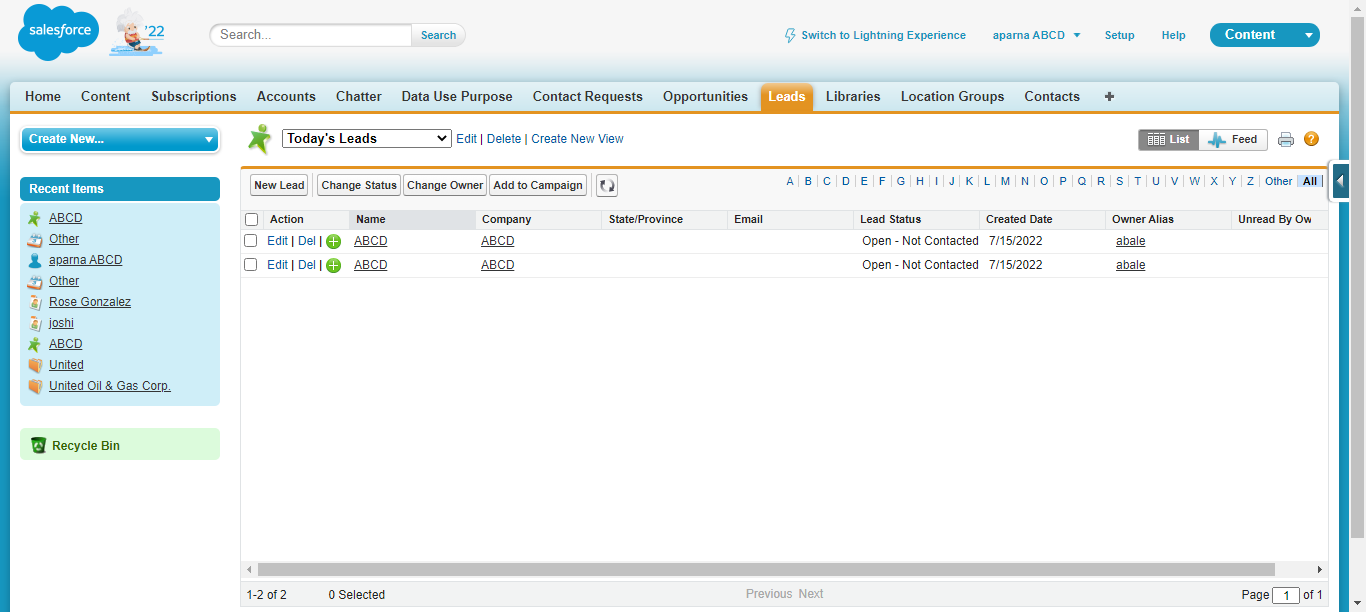 salesforce
'22
Search...
Search
Switch to Lightning Experience
aparna ABCD
Setup
Help
Content
Home Content Subscriptions Accounts Chatter Data Use Purpose Contact Requests Opportunities Leads Libraries Location Groups Contacts +
Create New...
Recent Items
ABCD
Other
aparna ABCD
Other
Rose Gonzalez
joshi
ABCD
United
United Oil & Gas Corp.
Recycle Bin
Today's Leads Edit | Delete | Create New View
List Feed ?
New Lead Change Status Change Owner Add to Campaign
A | B | C | D | E | F | G | H | I | J | K | L | M | N | O | P | Q | R | S | T | U | V | W | X | Y | Z | Other | All |
Action Name Company State/Province Email Lead Status Created Date Owner Alias Unread By Ow
Edit | Del | ABCD ABCD Open - Not Contacted 7/15/2022 abale
Edit | Del | ABCD ABCD Open - Not Contacted 7/15/2022 abale
1-2 of 2 0 Selected Previous Next Page 1 of 1